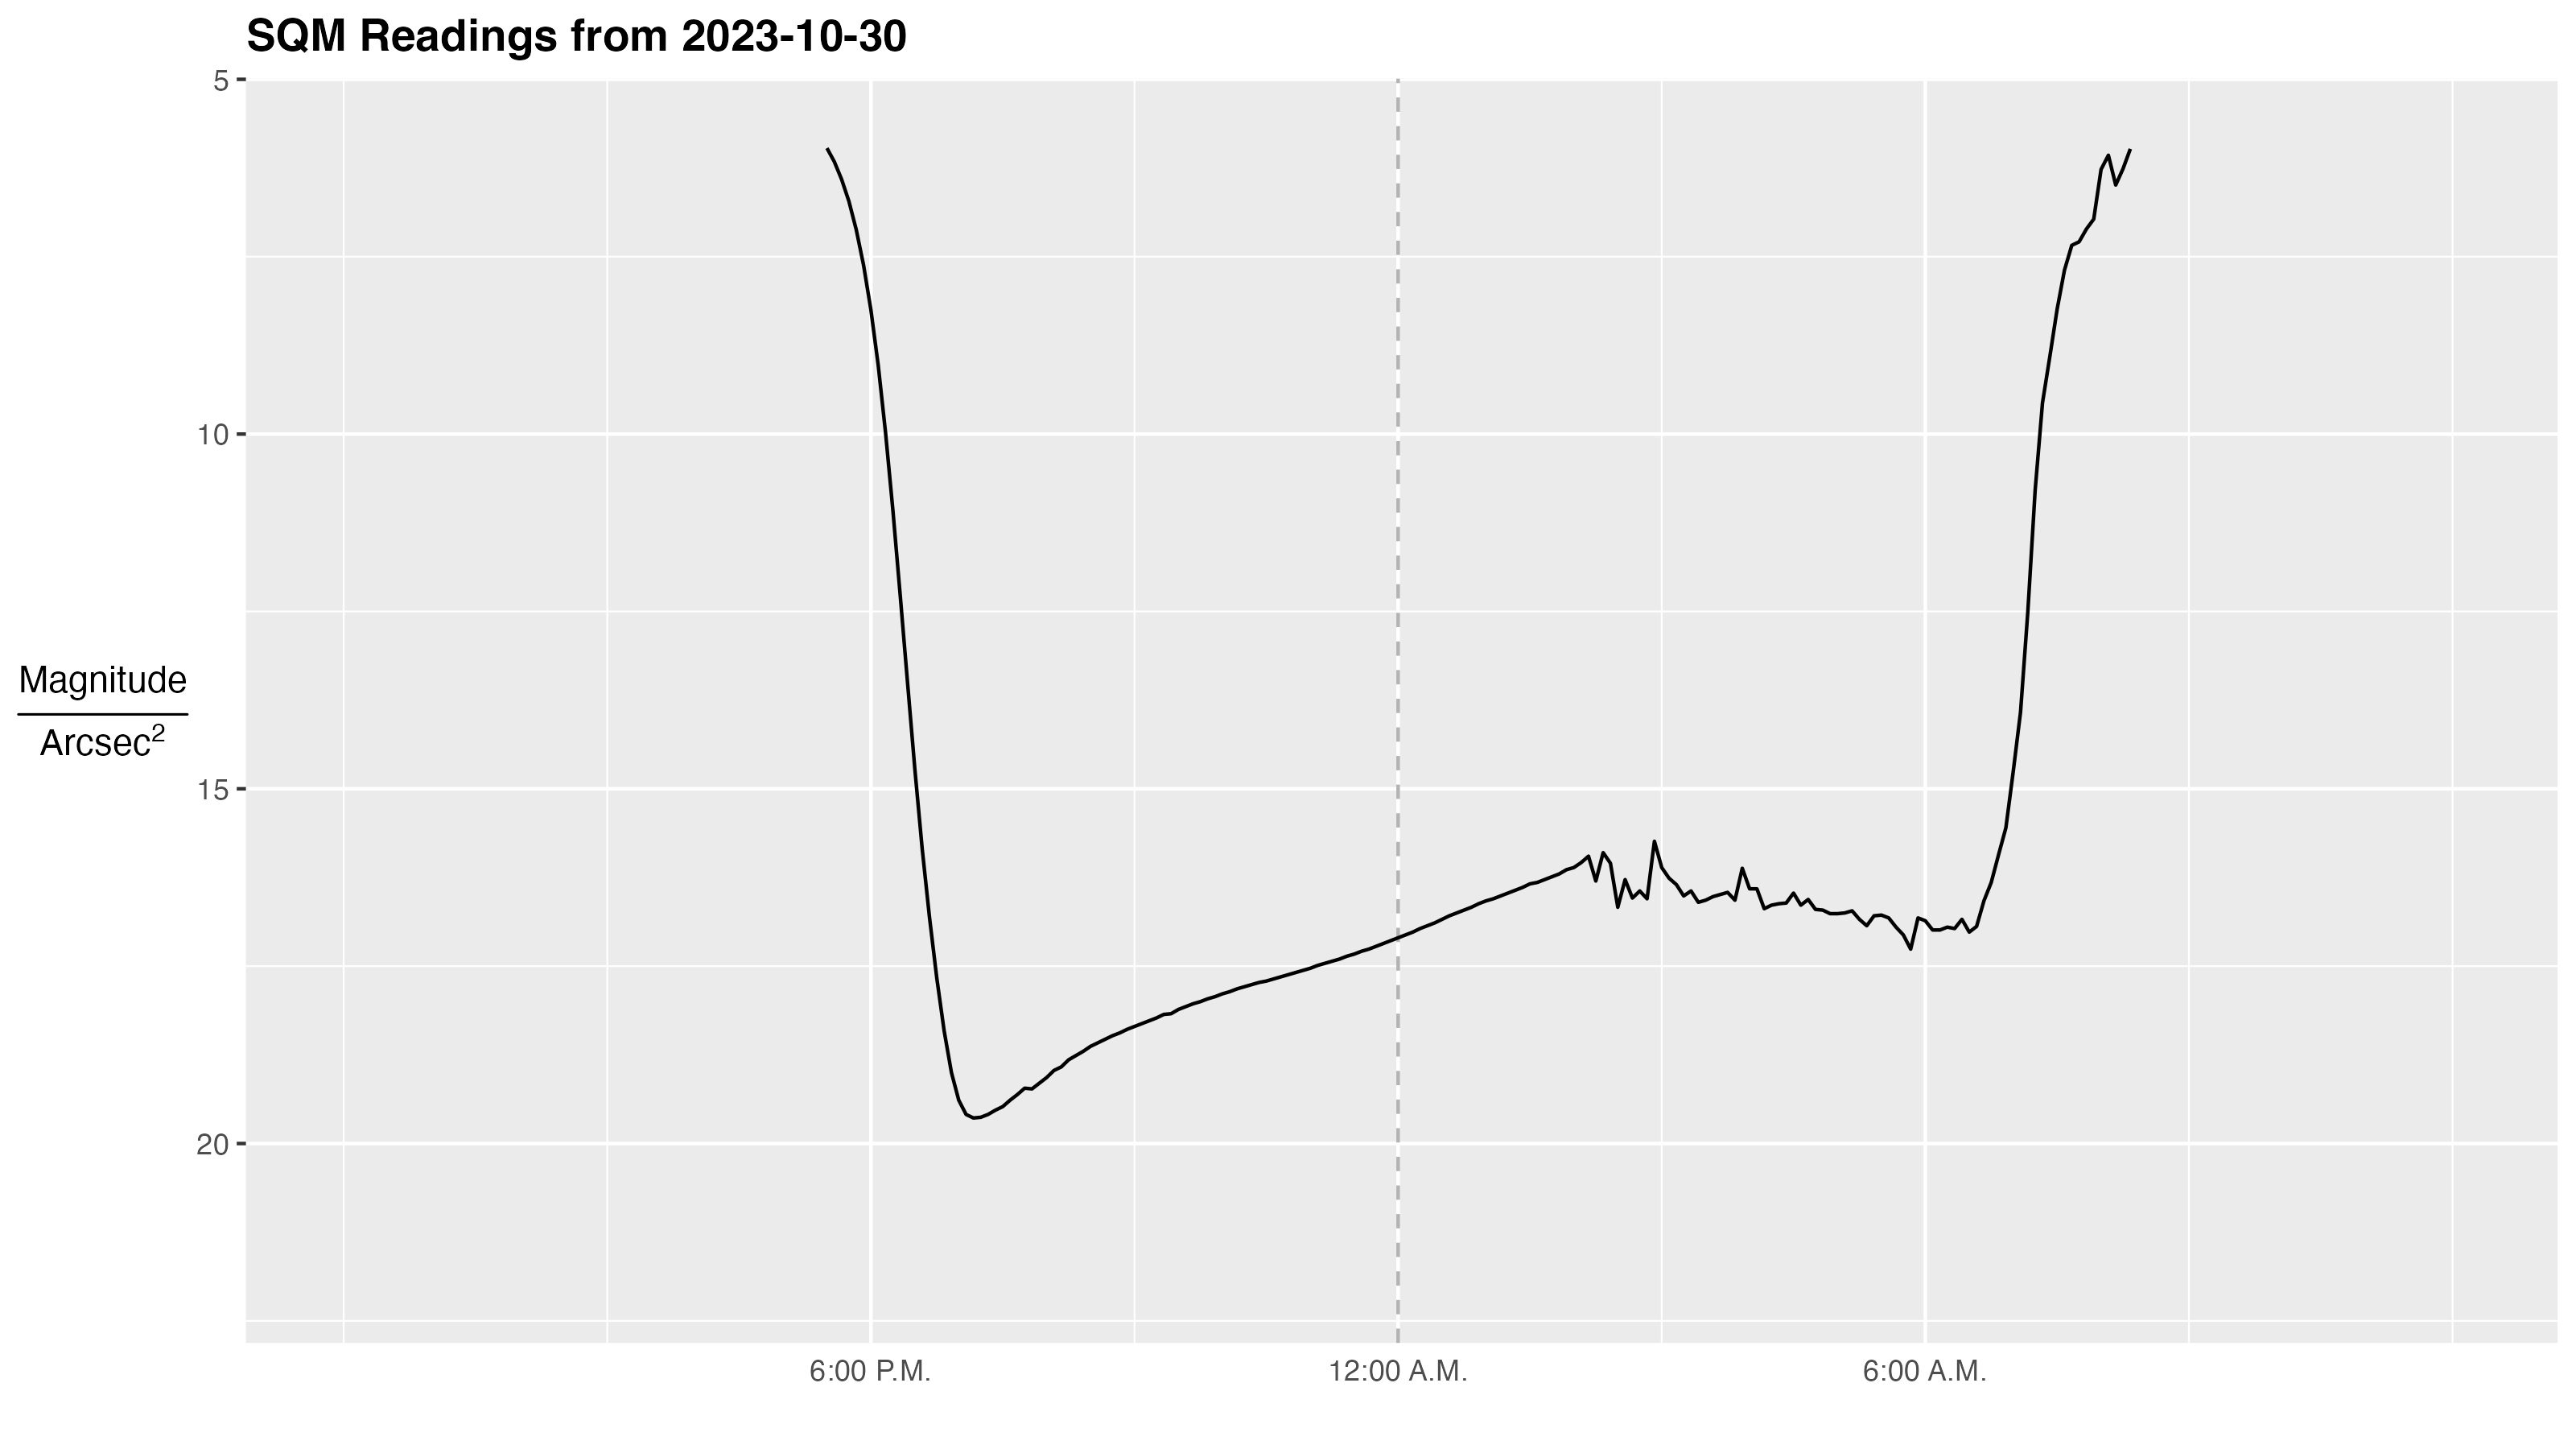 SQM Readings from 2023-10-30
5
10
15
20
Magnitude
Arcsec²
6:00 P.M.
12:00 A.M.
6:00 A.M.